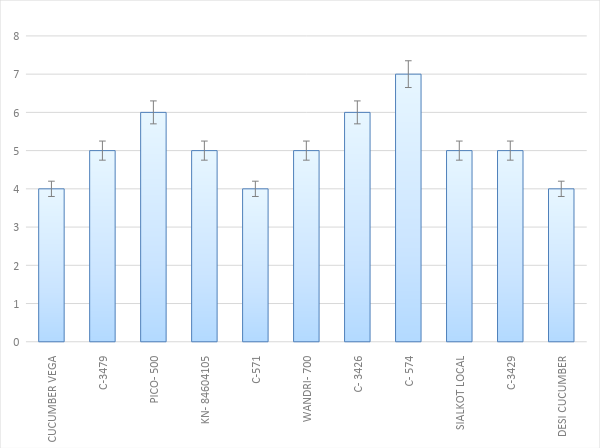 8
7
6
5
4
3
2
1
0
CUCUMBER VEGA
C-3479
PICO- 500
KN- 84604105
C-571
WANDRI- 700
C- 3426
C- 574
SIALKOT LOCAL
C-3429
DESI CUCUMBER